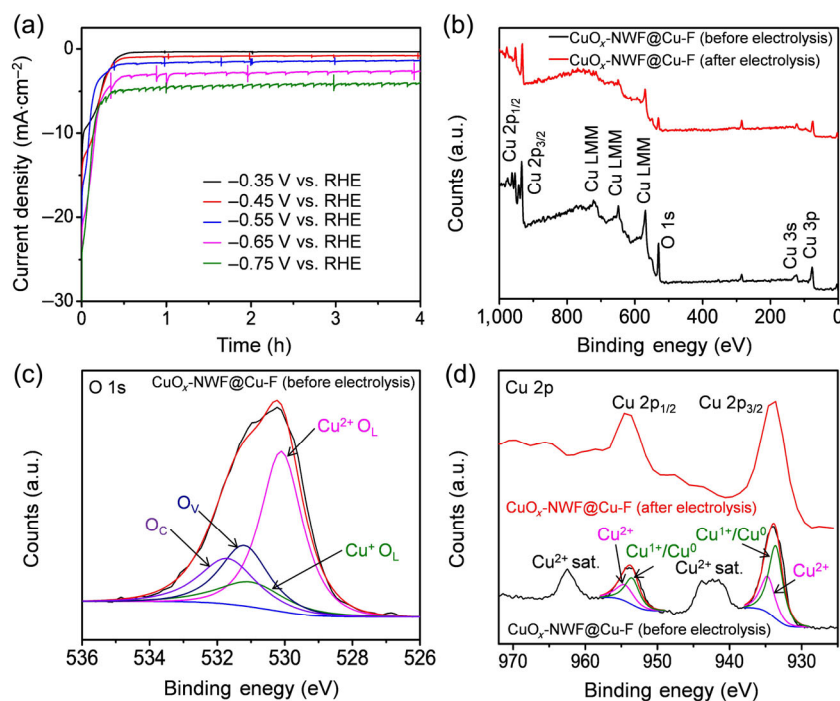 (a)
0
–10
–20
–30
Current density (mA·cm⁻²)
–0.35 V vs. RHE
–0.45 V vs. RHE
–0.55 V vs. RHE
–0.65 V vs. RHE
–0.75 V vs. RHE
0 1 2 3 4
Time (h)
(b)
CuOₓ-NWF@Cu-F (before electrolysis)
CuOₓ-NWF@Cu-F (after electrolysis)
Counts (a.u.)
Cu 2p₁/₂
Cu 2p₃/₂
Cu LMM
Cu LMM
Cu LMM
O 1s
Cu 3s
Cu 3p
1,000 800 600 400 200 0
Binding energy (eV)
(c)
O 1s
CuOₓ-NWF@Cu-F (before electrolysis)
Counts (a.u.)
Cu²⁺ O_L
O_V
O_C
Cu⁺ O_L
536 534 532 530 528 526
Binding enegy (eV)
(d)
Cu 2p
Cu 2p₁/₂
Cu 2p₃/₂
Counts (a.u.)
CuOₓ-NWF@Cu-F (after electrolysis)
Cu²⁺ sat.
Cu²⁺
Cu¹⁺/Cu⁰
Cu²⁺ sat.
Cu¹⁺/Cu⁰
Cu²⁺
CuOₓ-NWF@Cu-F (before electrolysis)
970 960 950 940 930
Binding enegy (eV)